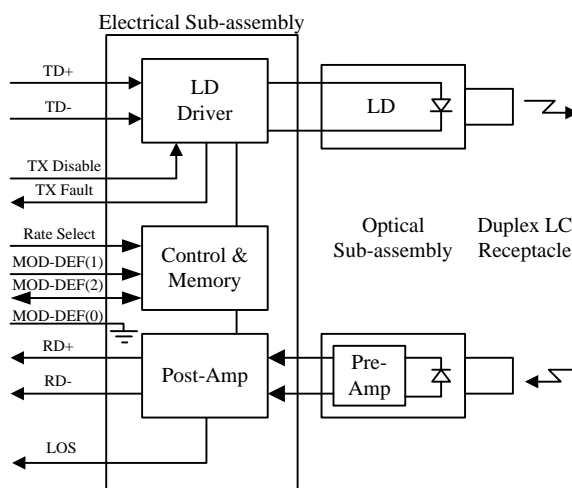 Electrical Sub-assembly
TD+
TD-
LD
Driver
LD
TX Disable
TX Fault
Rate Select
MOD-DEF(1)
MOD-DEF(2)
MOD-DEF(0)
Control &
Memory
Optical
Sub-assembly
Duplex LC
Receptacle
RD+
RD-
Post-Amp
Pre-
Amp
LOS